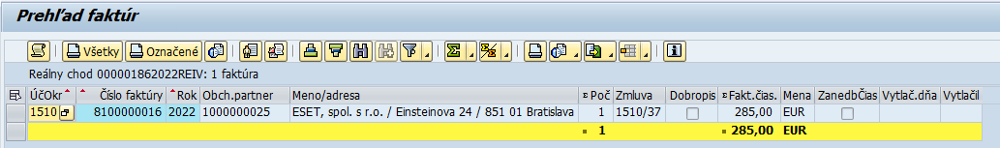 Prehľad faktúr
Všetky Označené
Reálny chod 000001862022REIV: 1 faktúra
ÚčOkr Číslo faktúry Rok Obch.partner Meno/adresa Σ Poč Zmluva Dobropis Σ Fakt.čias. Mena ZanedbČias Vytlač.dňa Vytlačil
1510 8100000016 2022 1000000025 ESET, spol. s r.o. / Einsteinova 24 / 851 01 Bratislava 1 1510/37 285,00 EUR
1 285,00 EUR